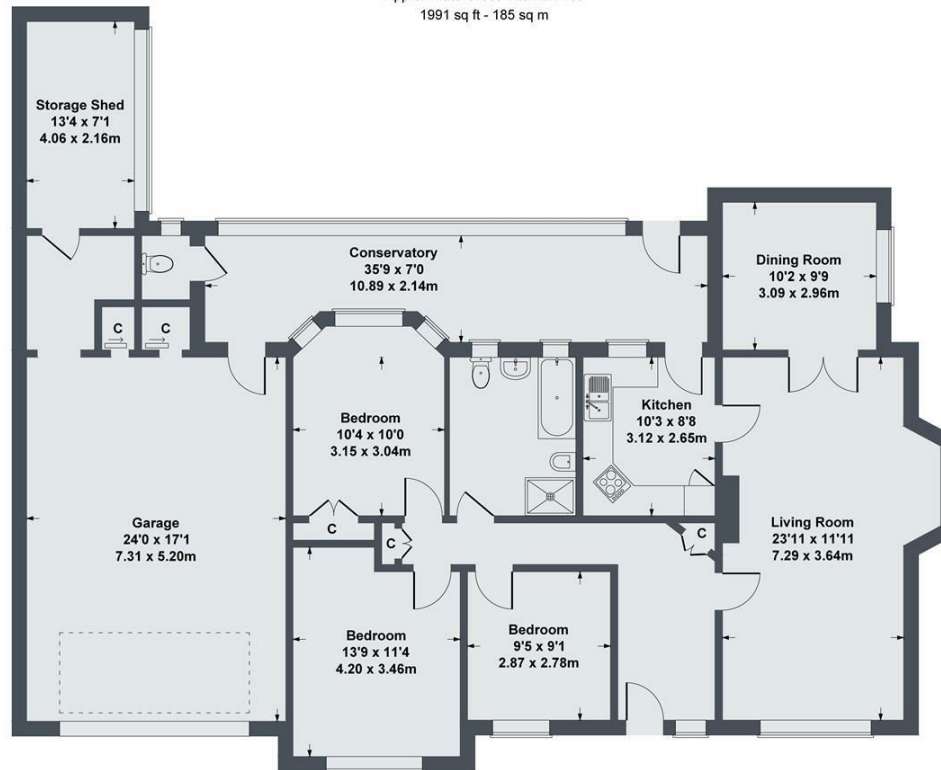 1991 sq ft - 185 sq m
Storage Shed
13'4 x 7'1
4.06 x 2.16m
Conservatory
35'9 x 7'0
10.89 x 2.14m
Dining Room
10'2 x 9'9
3.09 x 2.96m
C
C
Bedroom
10'4 x 10'0
3.15 x 3.04m
Kitchen
10'3 x 8'8
3.12 x 2.65m
Garage
24'0 x 17'1
7.31 x 5.20m
C
C
C
Living Room
23'11 x 11'11
7.29 x 3.64m
Bedroom
13'9 x 11'4
4.20 x 3.46m
Bedroom
9'5 x 9'1
2.87 x 2.78m